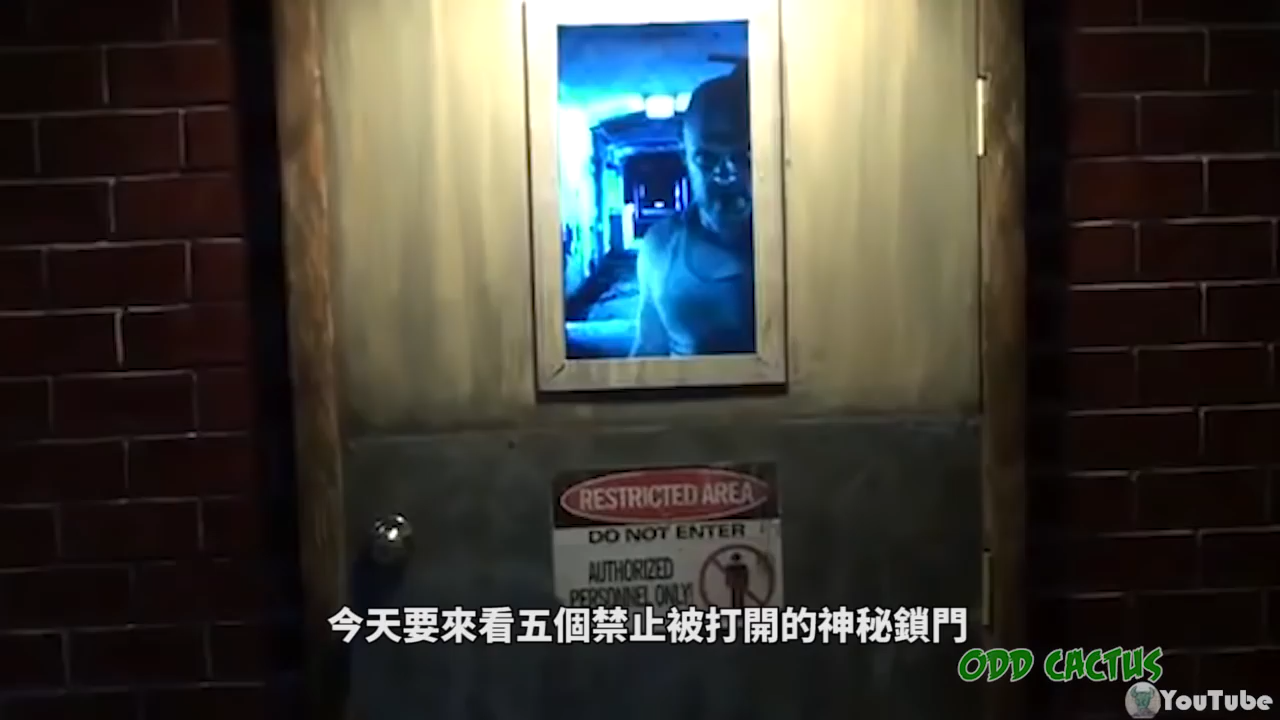 RESTRICTED AREA
DO NOT ENTER
AUTHORIZED
PERSONNEL ONLY!
今天要來看五個禁止被打開的神秘鎖門
ODD CACTUS
YouTube